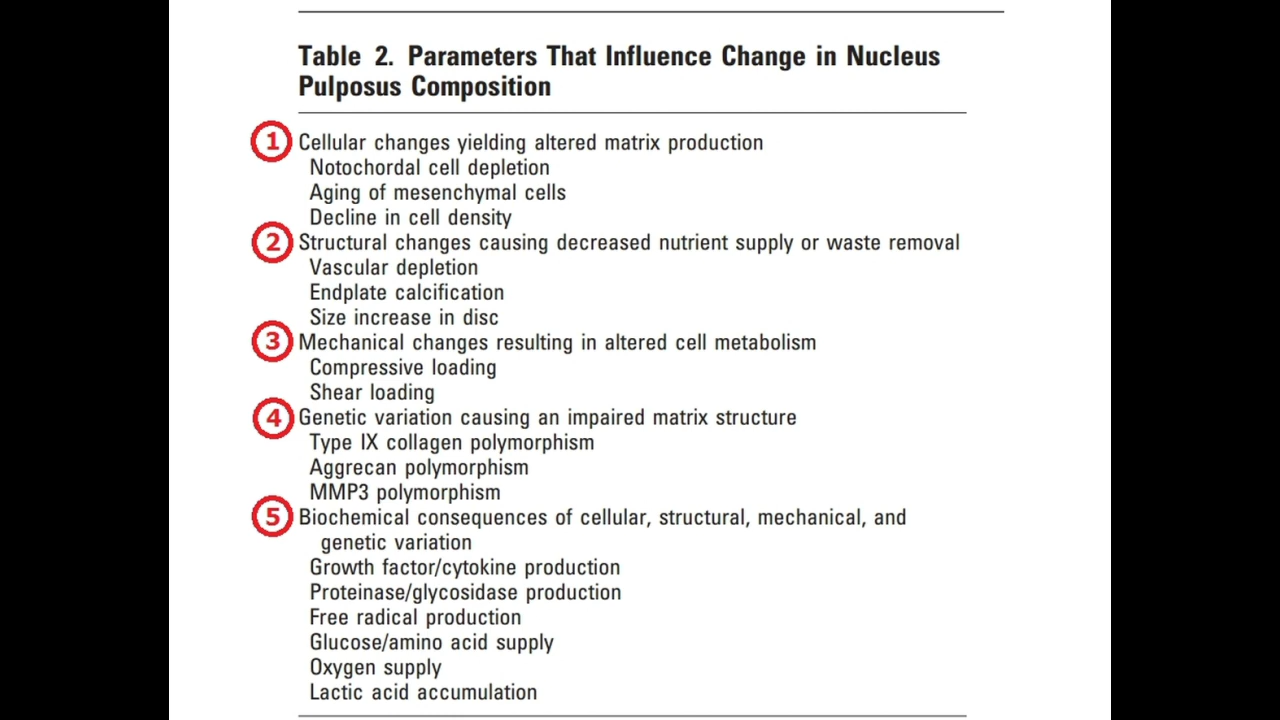 Table 2. Parameters That Influence Change in Nucleus
Pulposus Composition
1 Cellular changes yielding altered matrix production
Notochordal cell depletion
Aging of mesenchymal cells
Decline in cell density
2 Structural changes causing decreased nutrient supply or waste removal
Vascular depletion
Endplate calcification
Size increase in disc
3 Mechanical changes resulting in altered cell metabolism
Compressive loading
Shear loading
4 Genetic variation causing an impaired matrix structure
Type IX collagen polymorphism
Aggrecan polymorphism
MMP3 polymorphism
5 Biochemical consequences of cellular, structural, mechanical, and
genetic variation
Growth factor/cytokine production
Proteinase/glycosidase production
Free radical production
Glucose/amino acid supply
Oxygen supply
Lactic acid accumulation